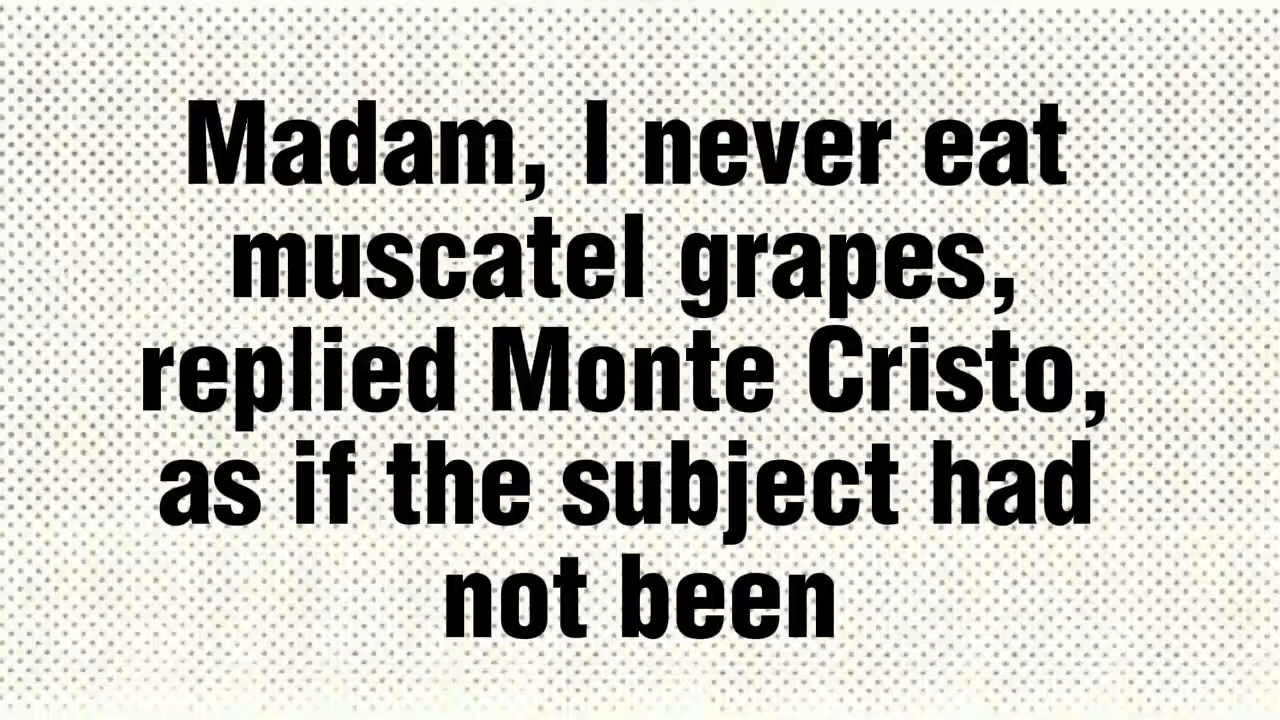 Madam, I never eat
muscatel grapes,
replied Monte Cristo,
as if the subject had
not been